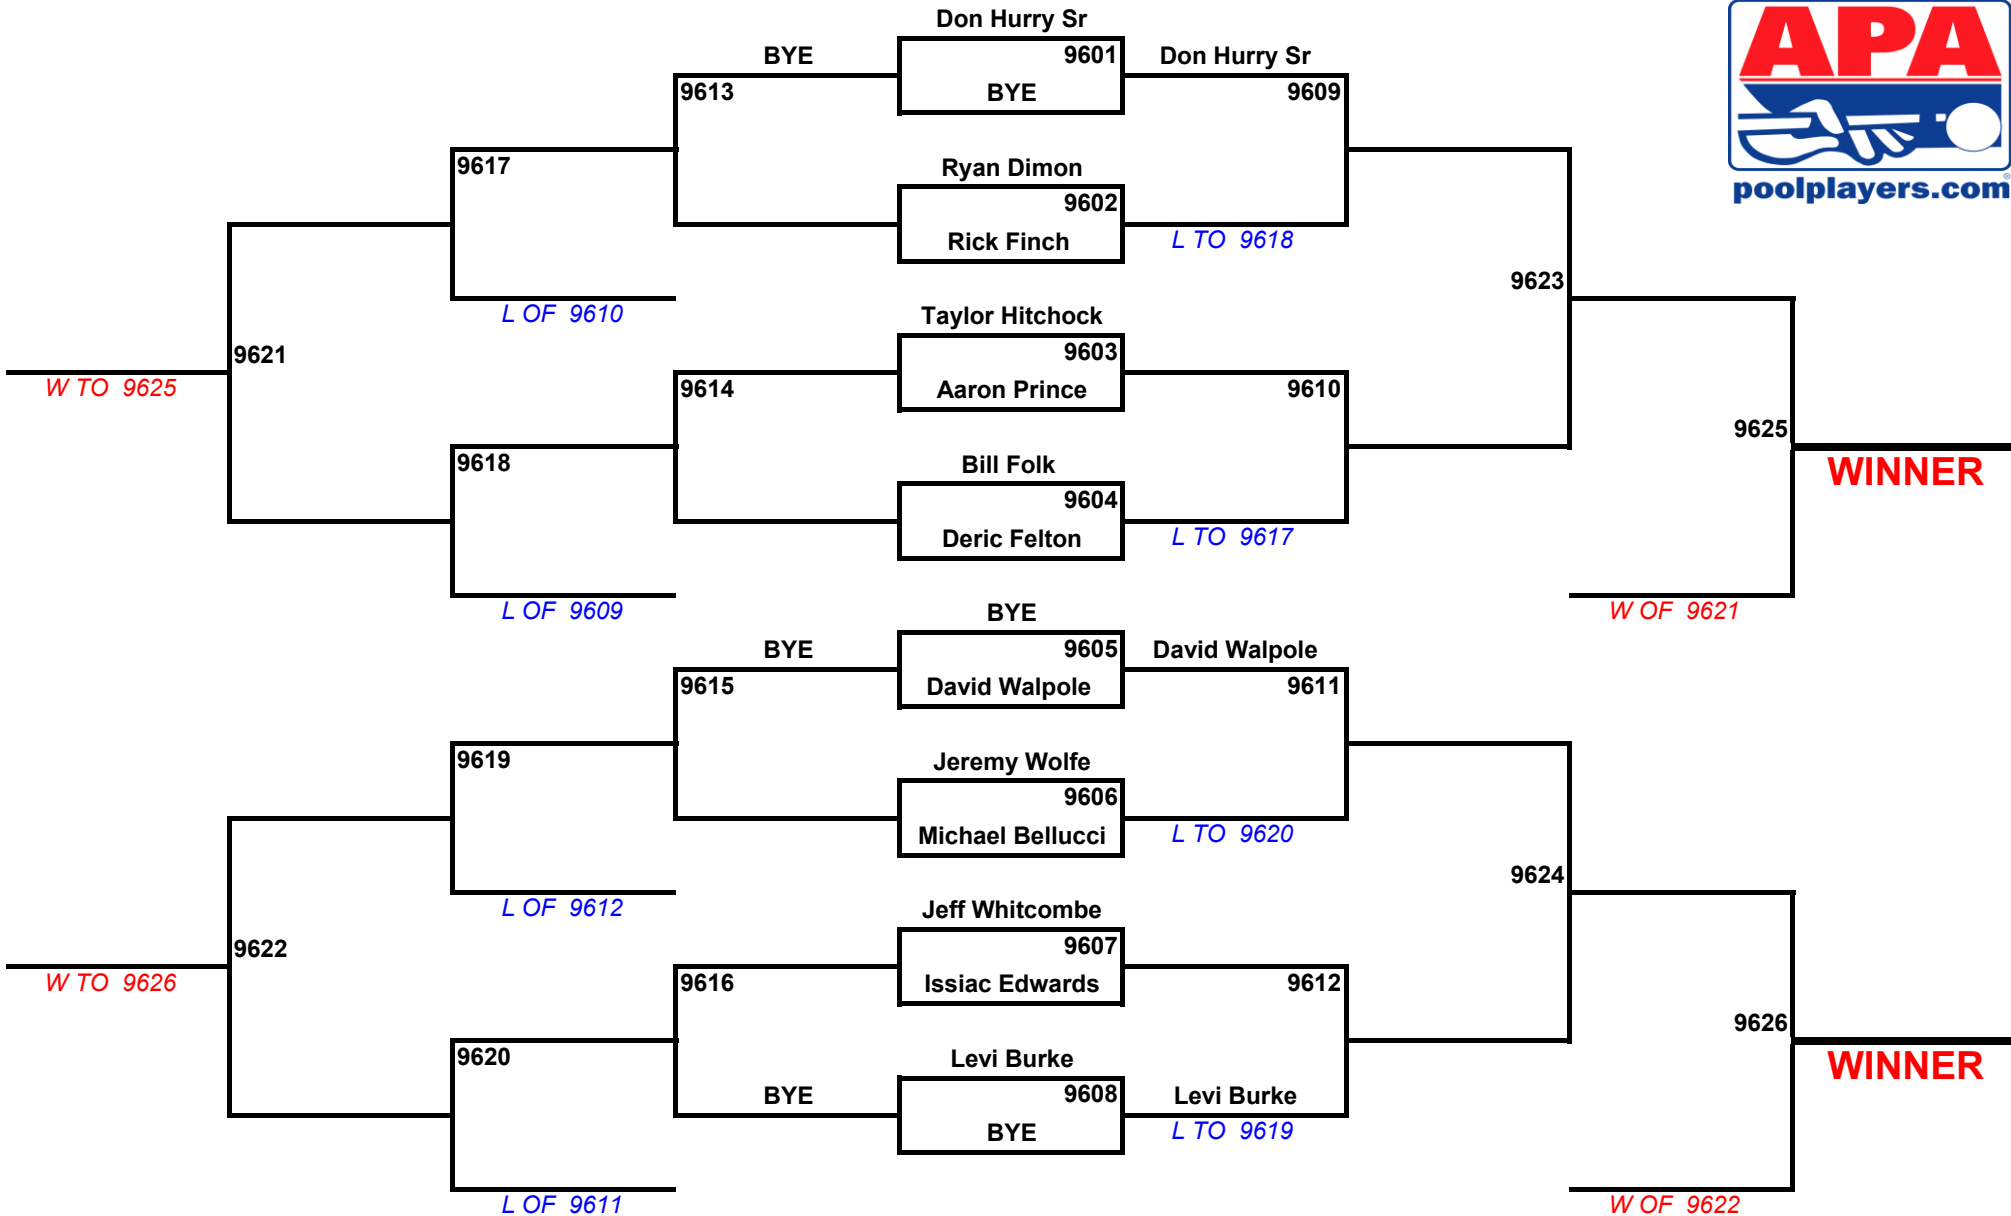 Don Hurry Sr
APA
BYE
9601
Don Hurry Sr
9613
BYE
9609
9617
Ryan Dimon
poolplayers.com
9602
Rick Finch
L TO 9618
9623
L OF 9610
Taylor Hitchock
9621
9603
W TO 9625
9614
Aaron Prince
9610
9625
9618
Bill Folk
WINNER
9604
Deric Felton
L TO 9617
L OF 9609
BYE
W OF 9621
BYE
9605
David Walpole
9615
David Walpole
9611
9619
Jeremy Wolfe
9606
Michael Bellucci
L TO 9620
9624
L OF 9612
Jeff Whitcombe
9622
9607
W TO 9626
9616
Issiac Edwards
9612
9626
9620
Levi Burke
WINNER
BYE
9608
Levi Burke
BYE
L TO 9619
L OF 9611
W OF 9622